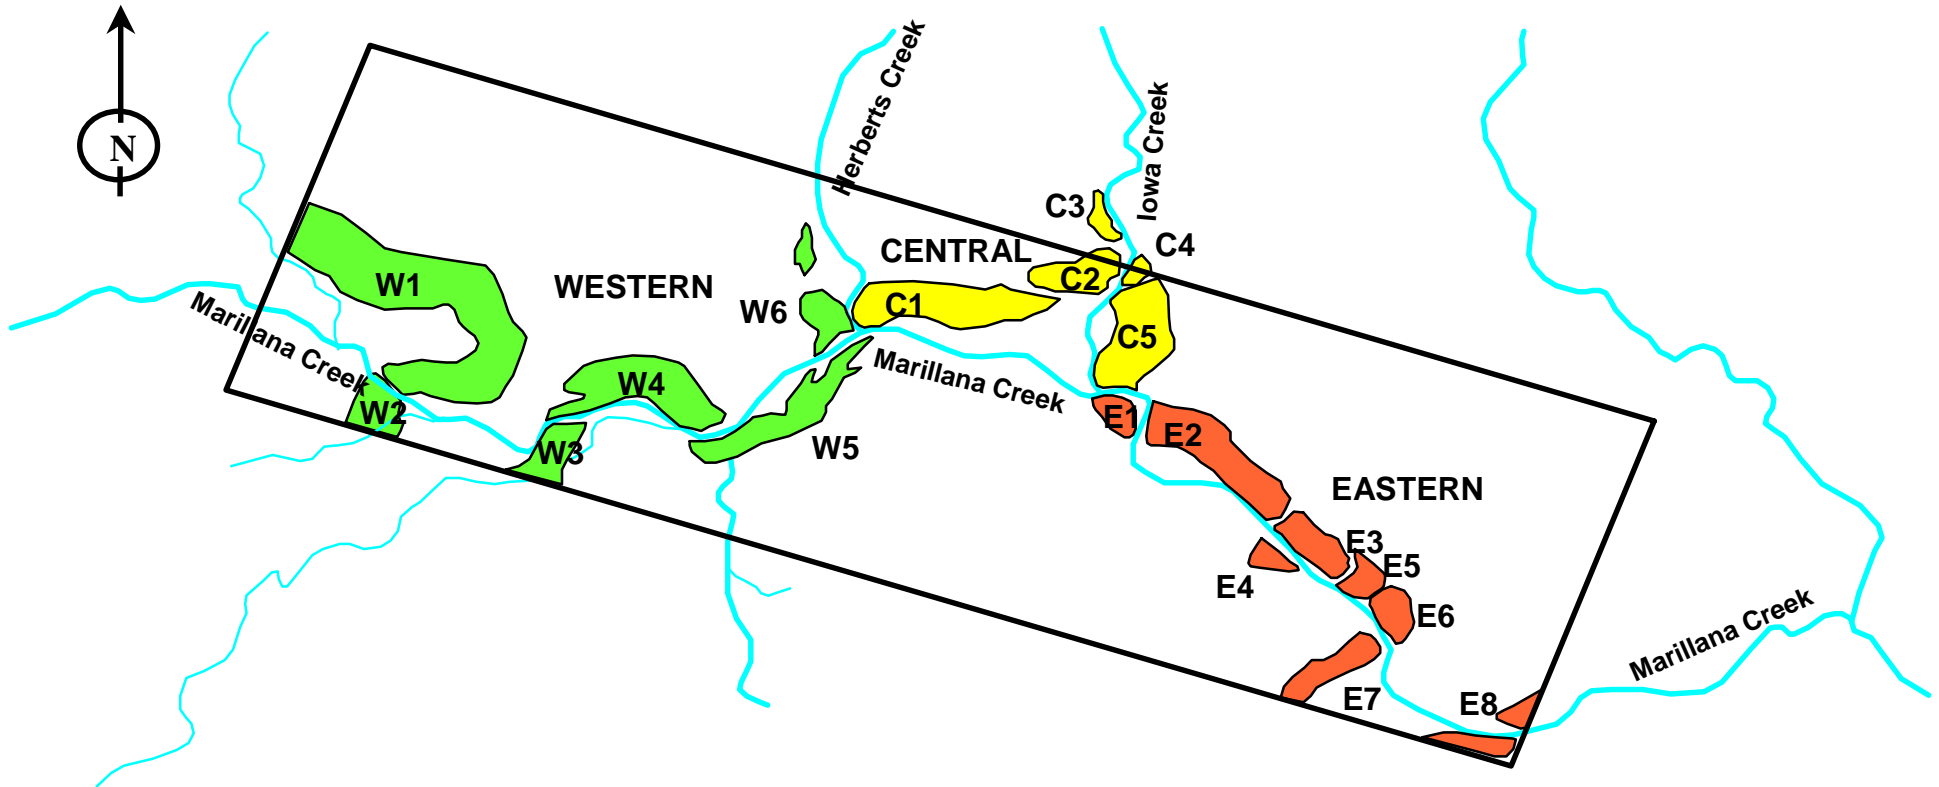 N
Herberts Creek
Iowa Creek
C3
CENTRAL
C4
W1
WESTERN
C2
W6
C1
Marillana Creek
C5
Marillana Creek
W4
W2
E1
E2
W3
W5
EASTERN
E3
E5
E4
E6
Marillana Creek
E7
E8